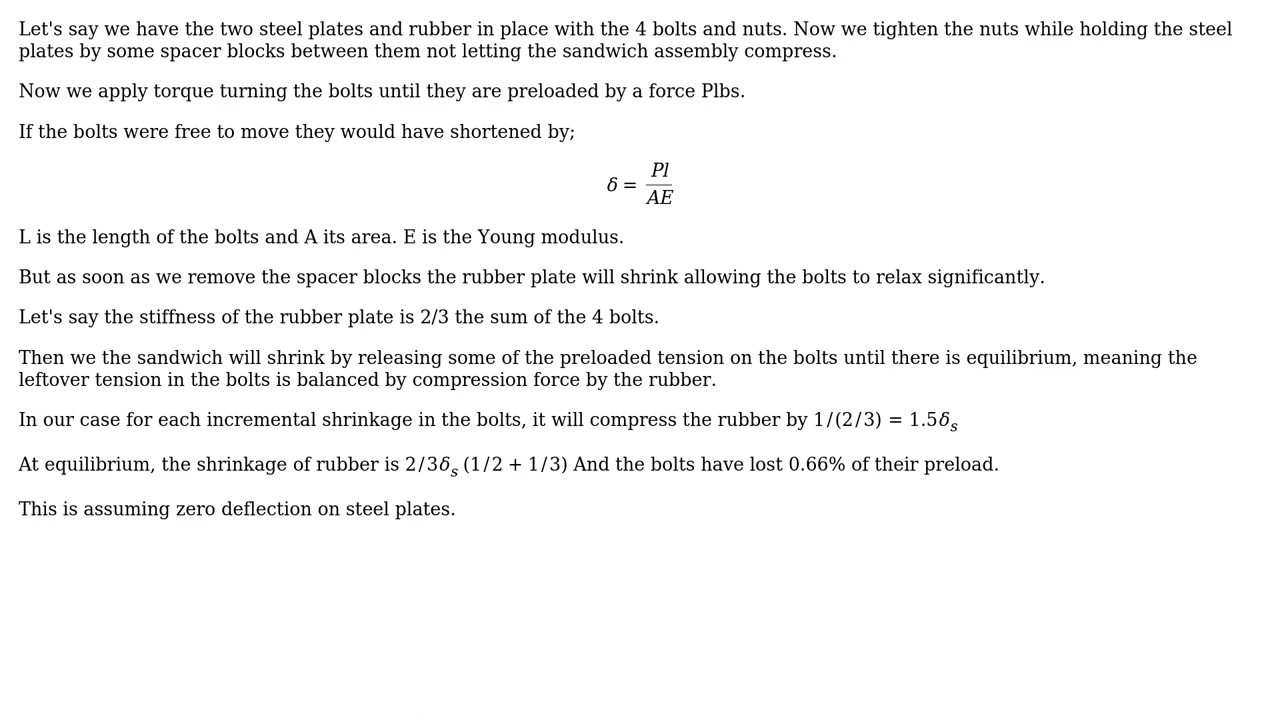 Let's say we have the two steel plates and rubber in place with the 4 bolts and nuts. Now we tighten the nuts while holding the steel
plates by some spacer blocks between them not letting the sandwich assembly compress.
Now we apply torque turning the bolts until they are preloaded by a force Plbs.
If the bolts were free to move they would have shortened by;
δ = Pl/AE
L is the length of the bolts and A its area. E is the Young modulus.
But as soon as we remove the spacer blocks the rubber plate will shrink allowing the bolts to relax significantly.
Let's say the stiffness of the rubber plate is 2/3 the sum of the 4 bolts.
Then we the sandwich will shrink by releasing some of the preloaded tension on the bolts until there is equilibrium, meaning the
leftover tension in the bolts is balanced by compression force by the rubber.
In our case for each incremental shrinkage in the bolts, it will compress the rubber by 1/(2/3) = 1.5δₛ
At equilibrium, the shrinkage of rubber is 2/3δₛ (1/2 + 1/3) And the bolts have lost 0.66% of their preload.
This is assuming zero deflection on steel plates.